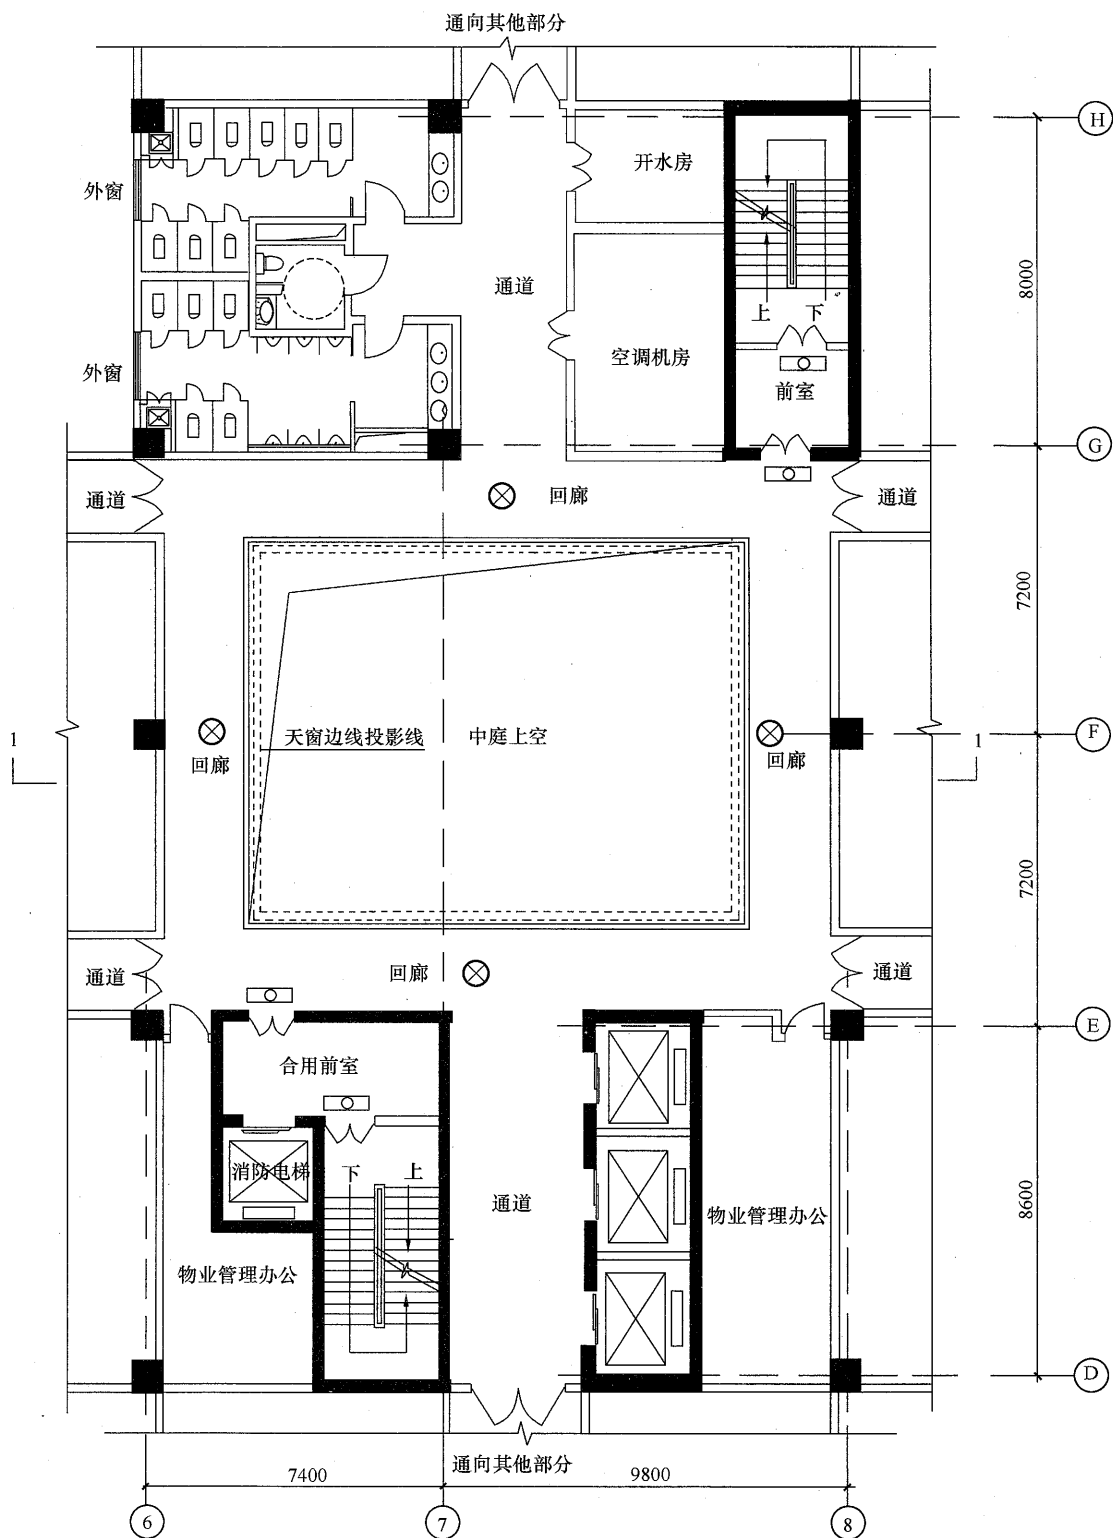 通向其他部分
H
开水房
外窗
通道
8000
上 下
外窗
空调机房
前室
G
通道
回廊
通道
7200
1
天窗边线投影线
中庭上空
F
回廊
回廊
1
7200
通道
回廊
通道
E
合用前室
消防电梯
下 上
通道
8600
物业管理办公
物业管理办公
D
通向其他部分
7400
9800
6
7
8